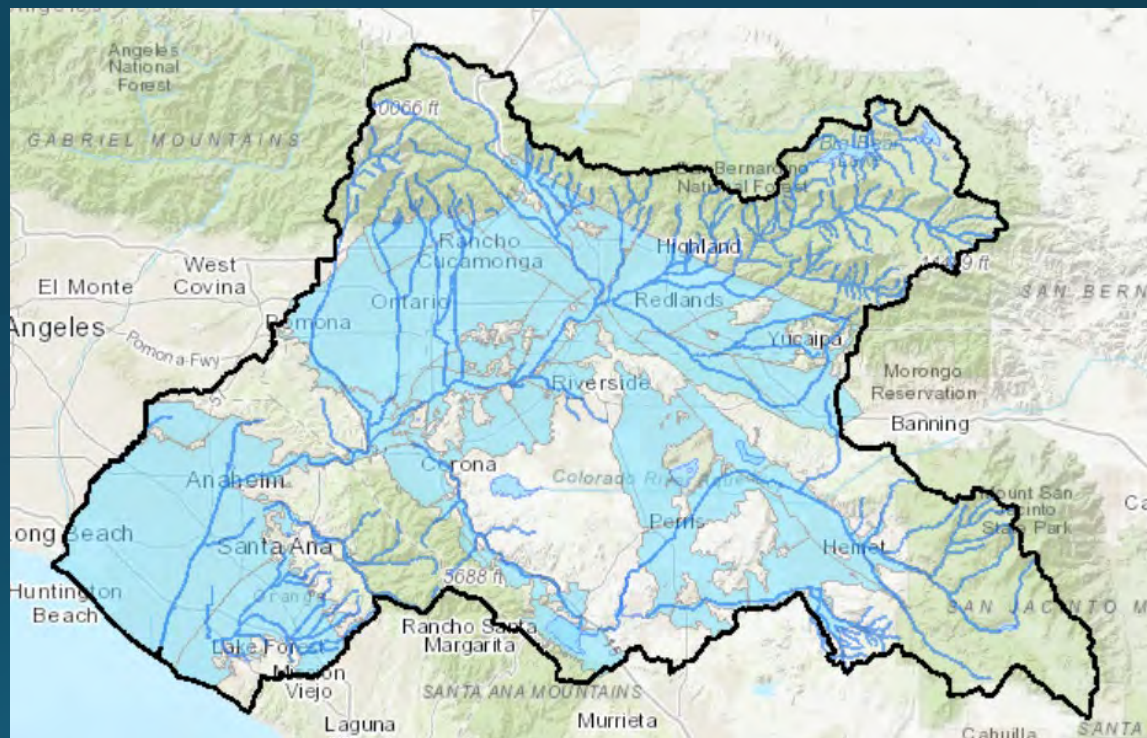 Angeles
National
Forest
0066 ft
GABRIEL MOUNTAINS
Big Bear
Lake
San Bernardino
National Forest
Rancho
Cucamonga
Highland
West
Covina
El Monte
Ontario
Redlands
SAN BERN
Angeles
Pomona
Pomona-Fwy
Yucaipa
Riverside
Morongo
Reservation
Banning
Corona
Colorado River
Anaheim
Mount San
Jacinto
State Park
Ca
Long Beach
Santa Ana
Perris
Hemet
5688 ft
Huntington
Beach
Orange
SAN JACINTO M
Rancho Santa
Margarita
Lake Forest
Mission
Viejo
SANTA ANA MOUNTAINS
Laguna
Murrieta
Cahuilla
SANTA